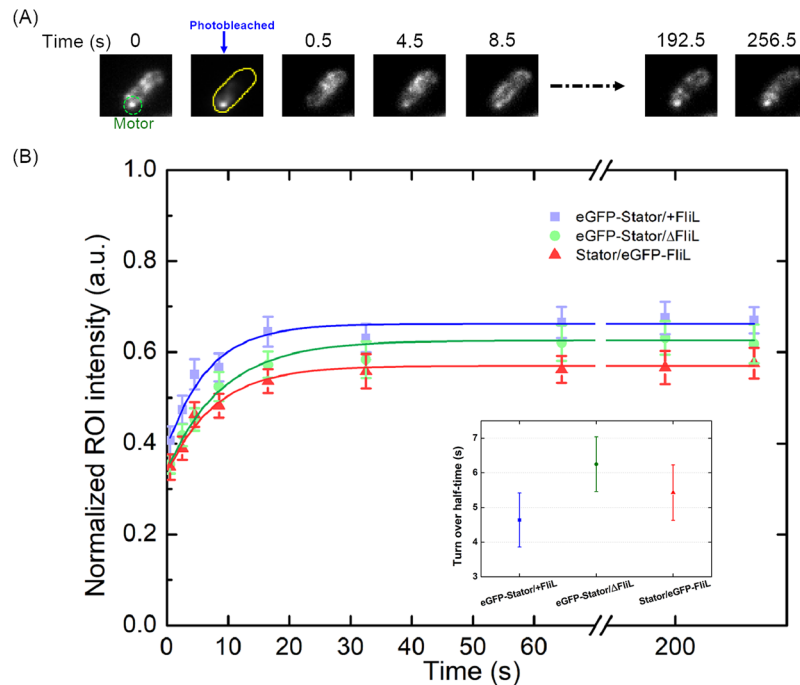 (A)
Photobleached
Time (s) 0 0.5 4.5 8.5 192.5 256.5
Motor
(B)
Normalized ROI intensity (a.u.)
1.0
0.8
0.6
0.4
0.2
0.0
eGFP-Stator/+FliL
eGFP-Stator/ΔFliL
Stator/eGFP-FliL
Turn over half-time (s)
7
6
5
4
3
eGFP-Stator/+FliL eGFP-Stator/ΔFliL Stator/eGFP-FliL
0 10 20 30 40 50 60 200
Time (s)